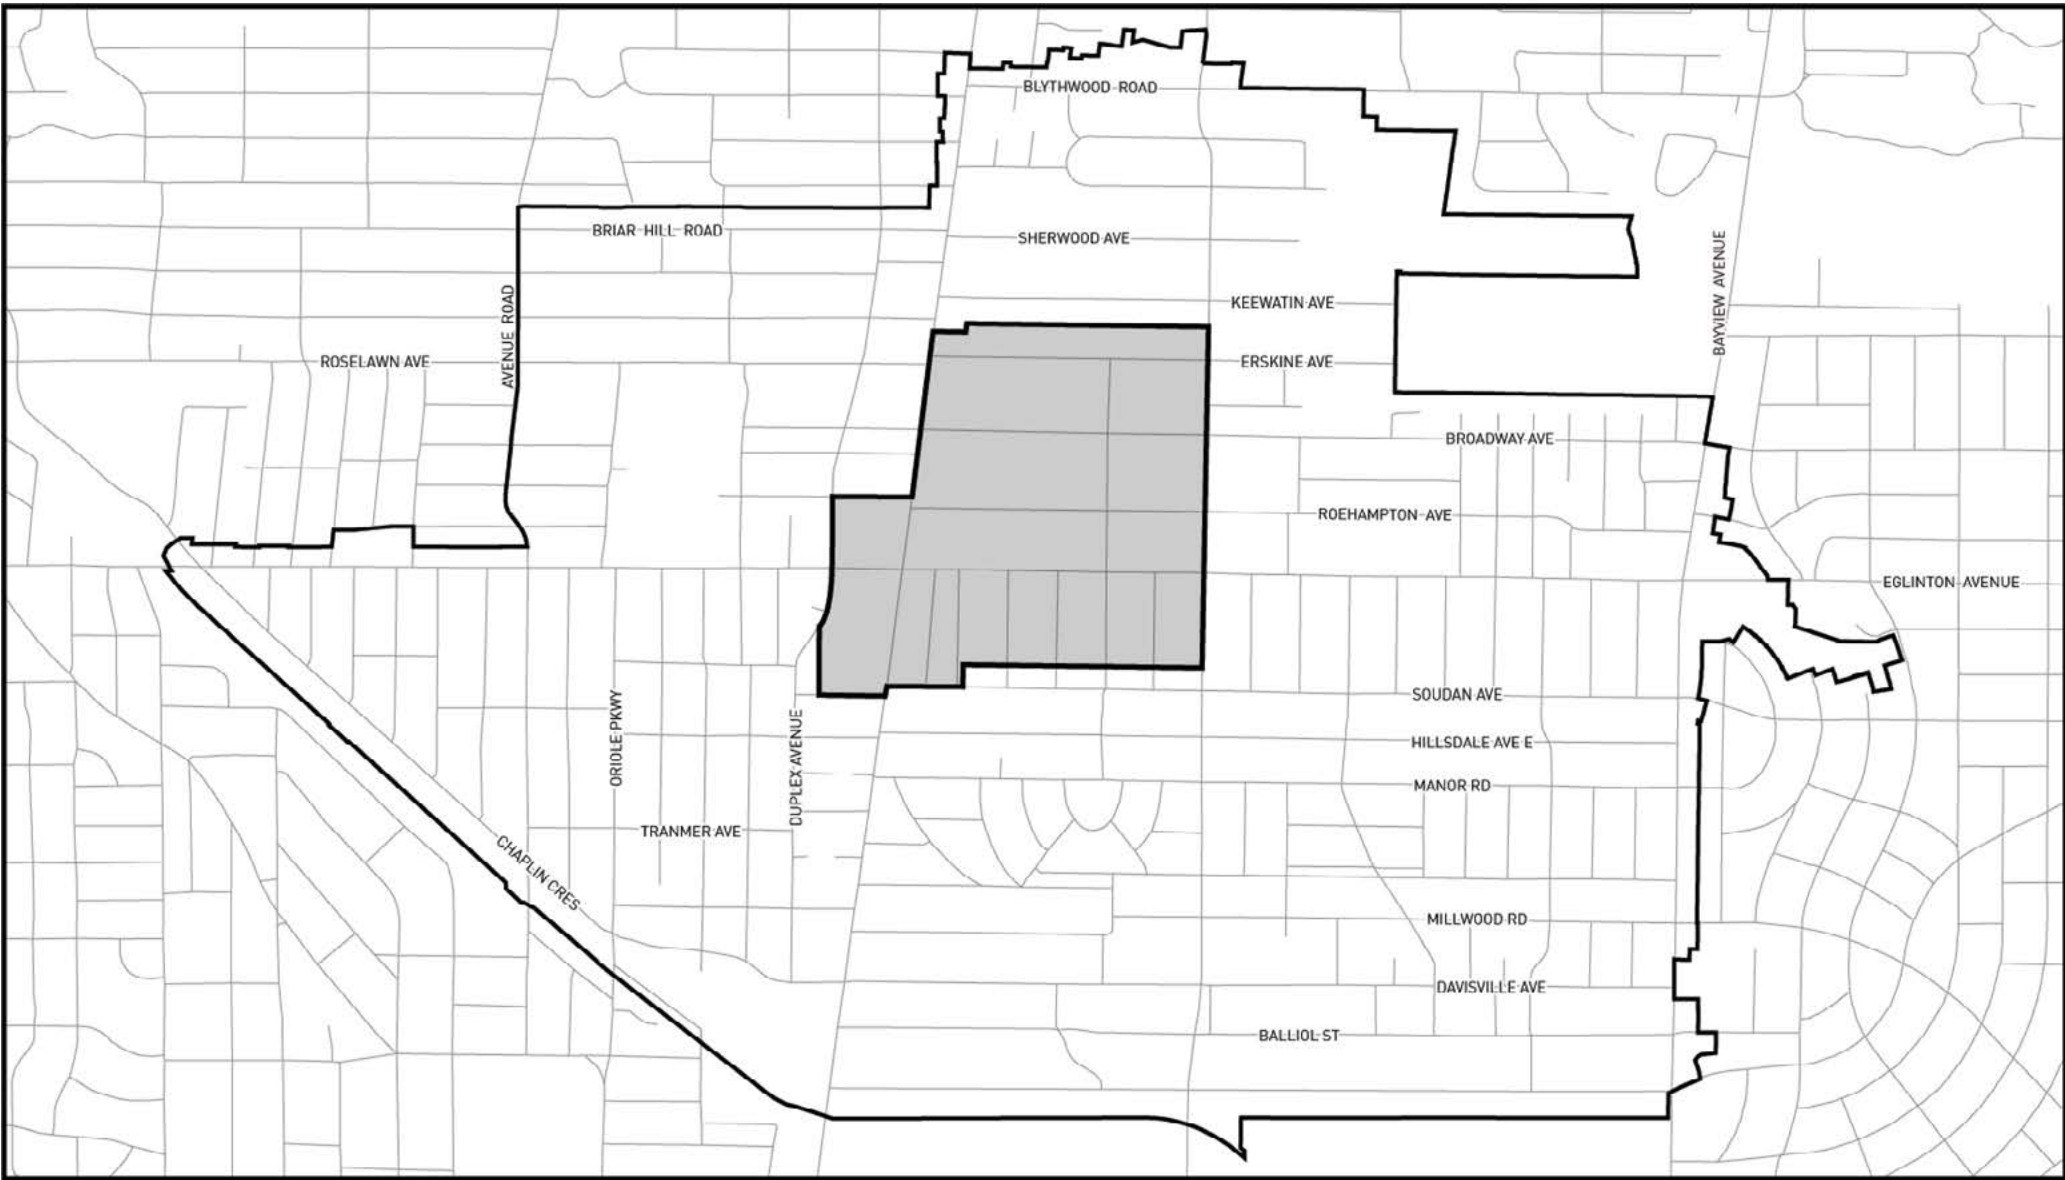 BLYTHWOOD ROAD
BRIAR HILL ROAD
SHERWOOD AVE
BAYVIEW AVENUE
AVENUE ROAD
KEEWATIN AVE
ROSELAWN AVE
ERSKINE AVE
BROADWAY AVE
ROEHAMPTON AVE
EGLINTON AVENUE
ORIOLE PKWY
DUPLEX AVENUE
SOUDAN AVE
HILLSDALE AVE E
MANOR RD
TRANMER AVE
CHAPLIN CRES
MILLWOOD RD
DAVISVILLE AVE
BALLIOL ST